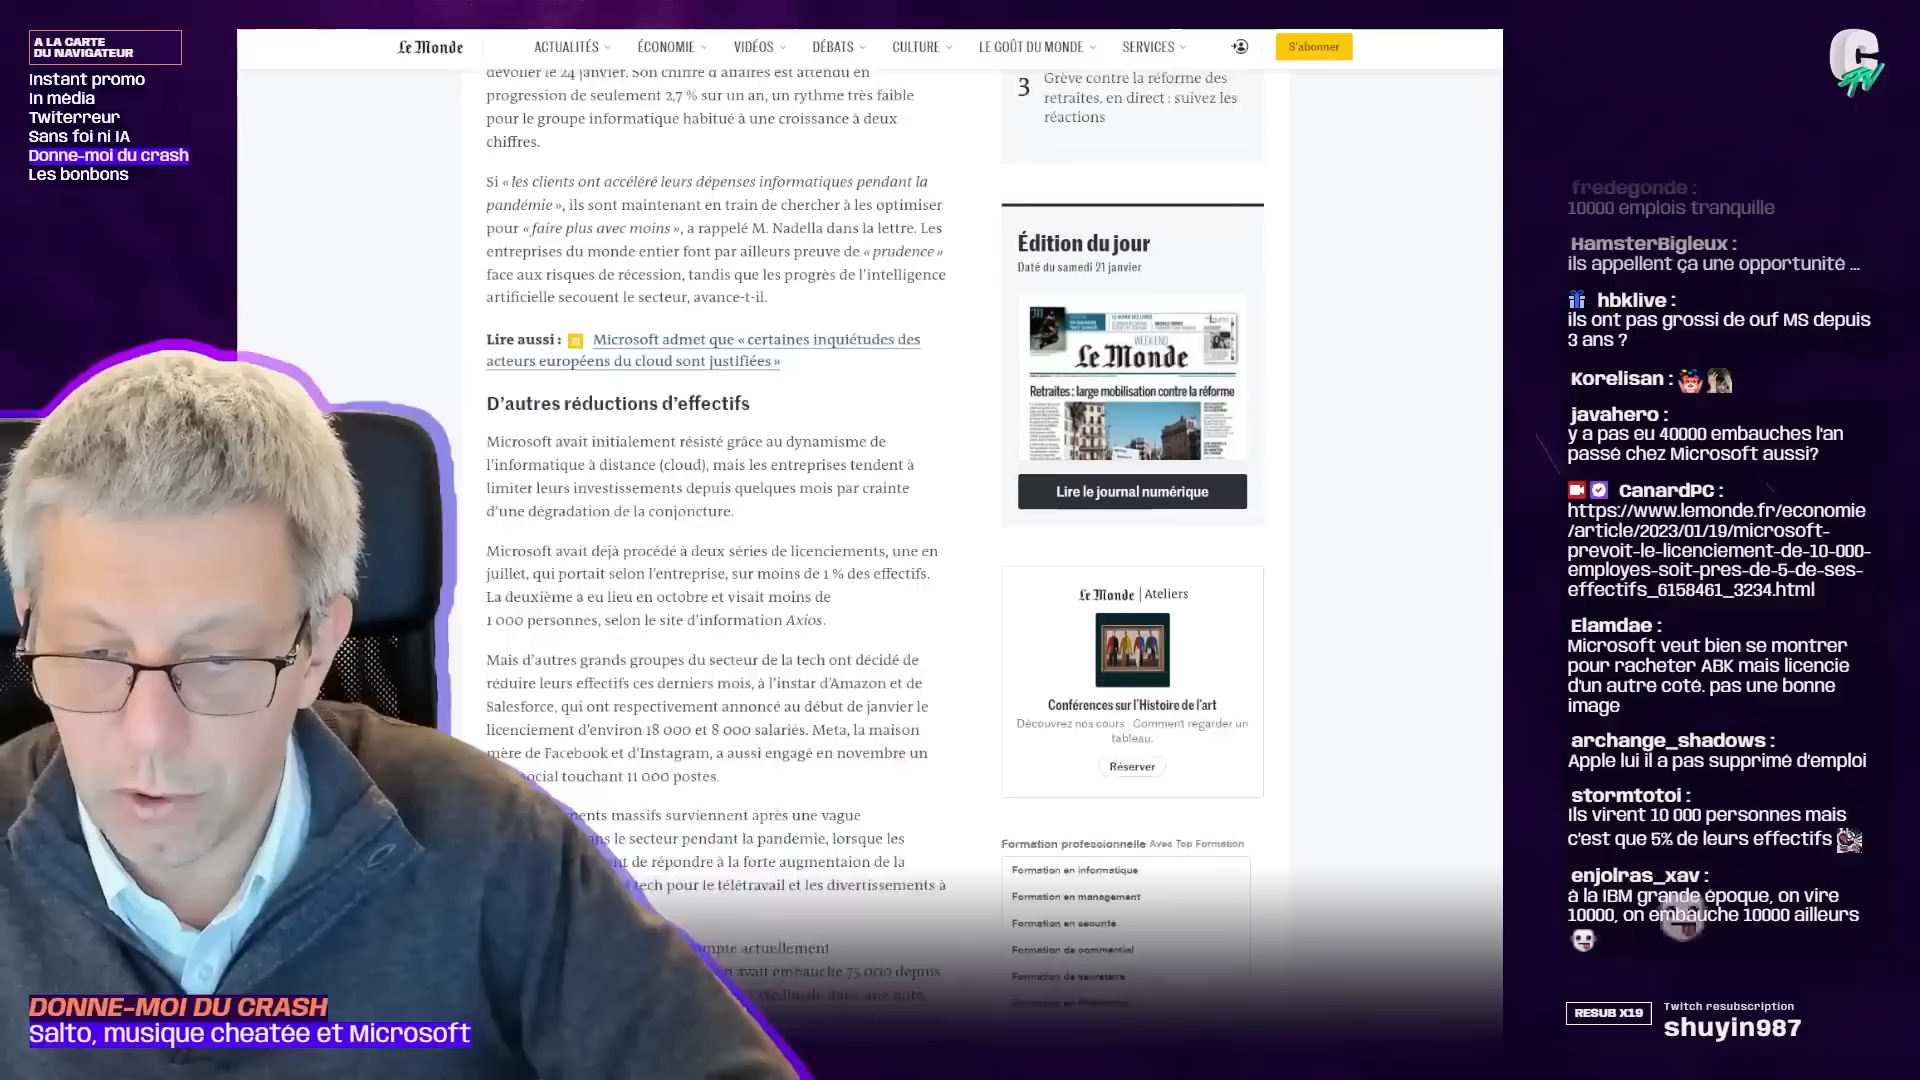 A LA CARTE
DU NAVIGATEUR
Instant promo
In média
Twiterreur
Sans foi ni IA
Donne-moi du crash
Les bonbons
Le Monde
ACTUALITÉS
ÉCONOMIE
VIDÉOS
DÉBATS
CULTURE
LE GOÛT DU MONDE
SERVICES
S'abonner
dévoiler le 24 janvier. Son chiffre d'affaires est attendu en
progression de seulement 2,7 % sur un an, un rythme très faible
pour le groupe informatique habitué à une croissance à deux
chiffres.
Si « les clients ont accéléré leurs dépenses informatiques pendant la
pandémie », ils sont maintenant en train de chercher à les optimiser
pour « faire plus avec moins », a rappelé M. Nadella dans la lettre. Les
entreprises du monde entier font par ailleurs preuve de « prudence »
face aux risques de récession, tandis que les progrès de l'intelligence
artificielle secouent le secteur, avance-t-il.
Lire aussi : Microsoft admet que « certaines inquiétudes des
acteurs européens du cloud sont justifiées »
D'autres réductions d'effectifs
Microsoft avait initialement résisté grâce au dynamisme de
l'informatique à distance (cloud), mais les entreprises tendent à
limiter leurs investissements depuis quelques mois par crainte
d'une dégradation de la conjoncture.
Microsoft avait déjà procédé à deux séries de licenciements, une en
juillet, qui portait selon l'entreprise, sur moins de 1 % des effectifs.
La deuxième a eu lieu en octobre et visait moins de
1 000 personnes, selon le site d'information Axios.
Mais d'autres grands groupes du secteur de la tech ont décidé de
réduire leurs effectifs ces derniers mois, à l'instar d'Amazon et de
Salesforce, qui ont respectivement annoncé au début de janvier le
licenciement d'environ 18 000 et 8 000 salariés. Meta, la maison
mère de Facebook et d'Instagram, a aussi engagé en novembre un
ocial touchant 11 000 postes.
ents massifs surviennent après une vague
ns le secteur pendant la pandémie, lorsque les
nt de répondre à la forte augmentaion de la
tech pour le télétravail et les divertissements à
mpte actuellement
en avait embauché 75 000 depuis
3
Grève contre la réforme des
retraites, en direct : suivez les
réactions
Édition du jour
Daté du samedi 21 janvier
WEEK-END
Le Monde
Retraites : large mobilisation contre la réforme
Lire le journal numérique
Le Monde | Ateliers
Conférences sur l'Histoire de l'art
Découvrez nos cours : Comment regarder un
tableau.
Réserver
Formation professionnelle Avec Top Formation
Formation en informatique
Formation en management
Formation en sécurité
Formation de commercial
Formation de secrétaire
C
TV
fredegonde :
10000 emplois tranquille
HamsterBigleux :
ils appellent ça une opportunité ...
hbklive :
ils ont pas grossi de ouf MS depuis
3 ans ?
Korelisan :
javahero :
y a pas eu 40000 embauches l'an
passé chez Microsoft aussi?
CanardPC :
https://www.lemonde.fr/economie
/article/2023/01/19/microsoft-
prevoit-le-licenciement-de-10-000-
employes-soit-pres-de-5-de-ses-
effectifs_6158461_3234.html
Elamdae :
Microsoft veut bien se montrer
pour racheter ABK mais licencie
d'un autre coté. pas une bonne
image
archange_shadows :
Apple lui il a pas supprimé d'emploi
stormtotoi :
Ils virent 10 000 personnes mais
c'est que 5% de leurs effectifs
enjolras_xav :
à la IBM grande époque, on vire
10000, on embauche 10000 ailleurs
DONNE-MOI DU CRASH
Salto, musique cheatée et Microsoft
RESUB X19
Twitch resubscription
shuyin987